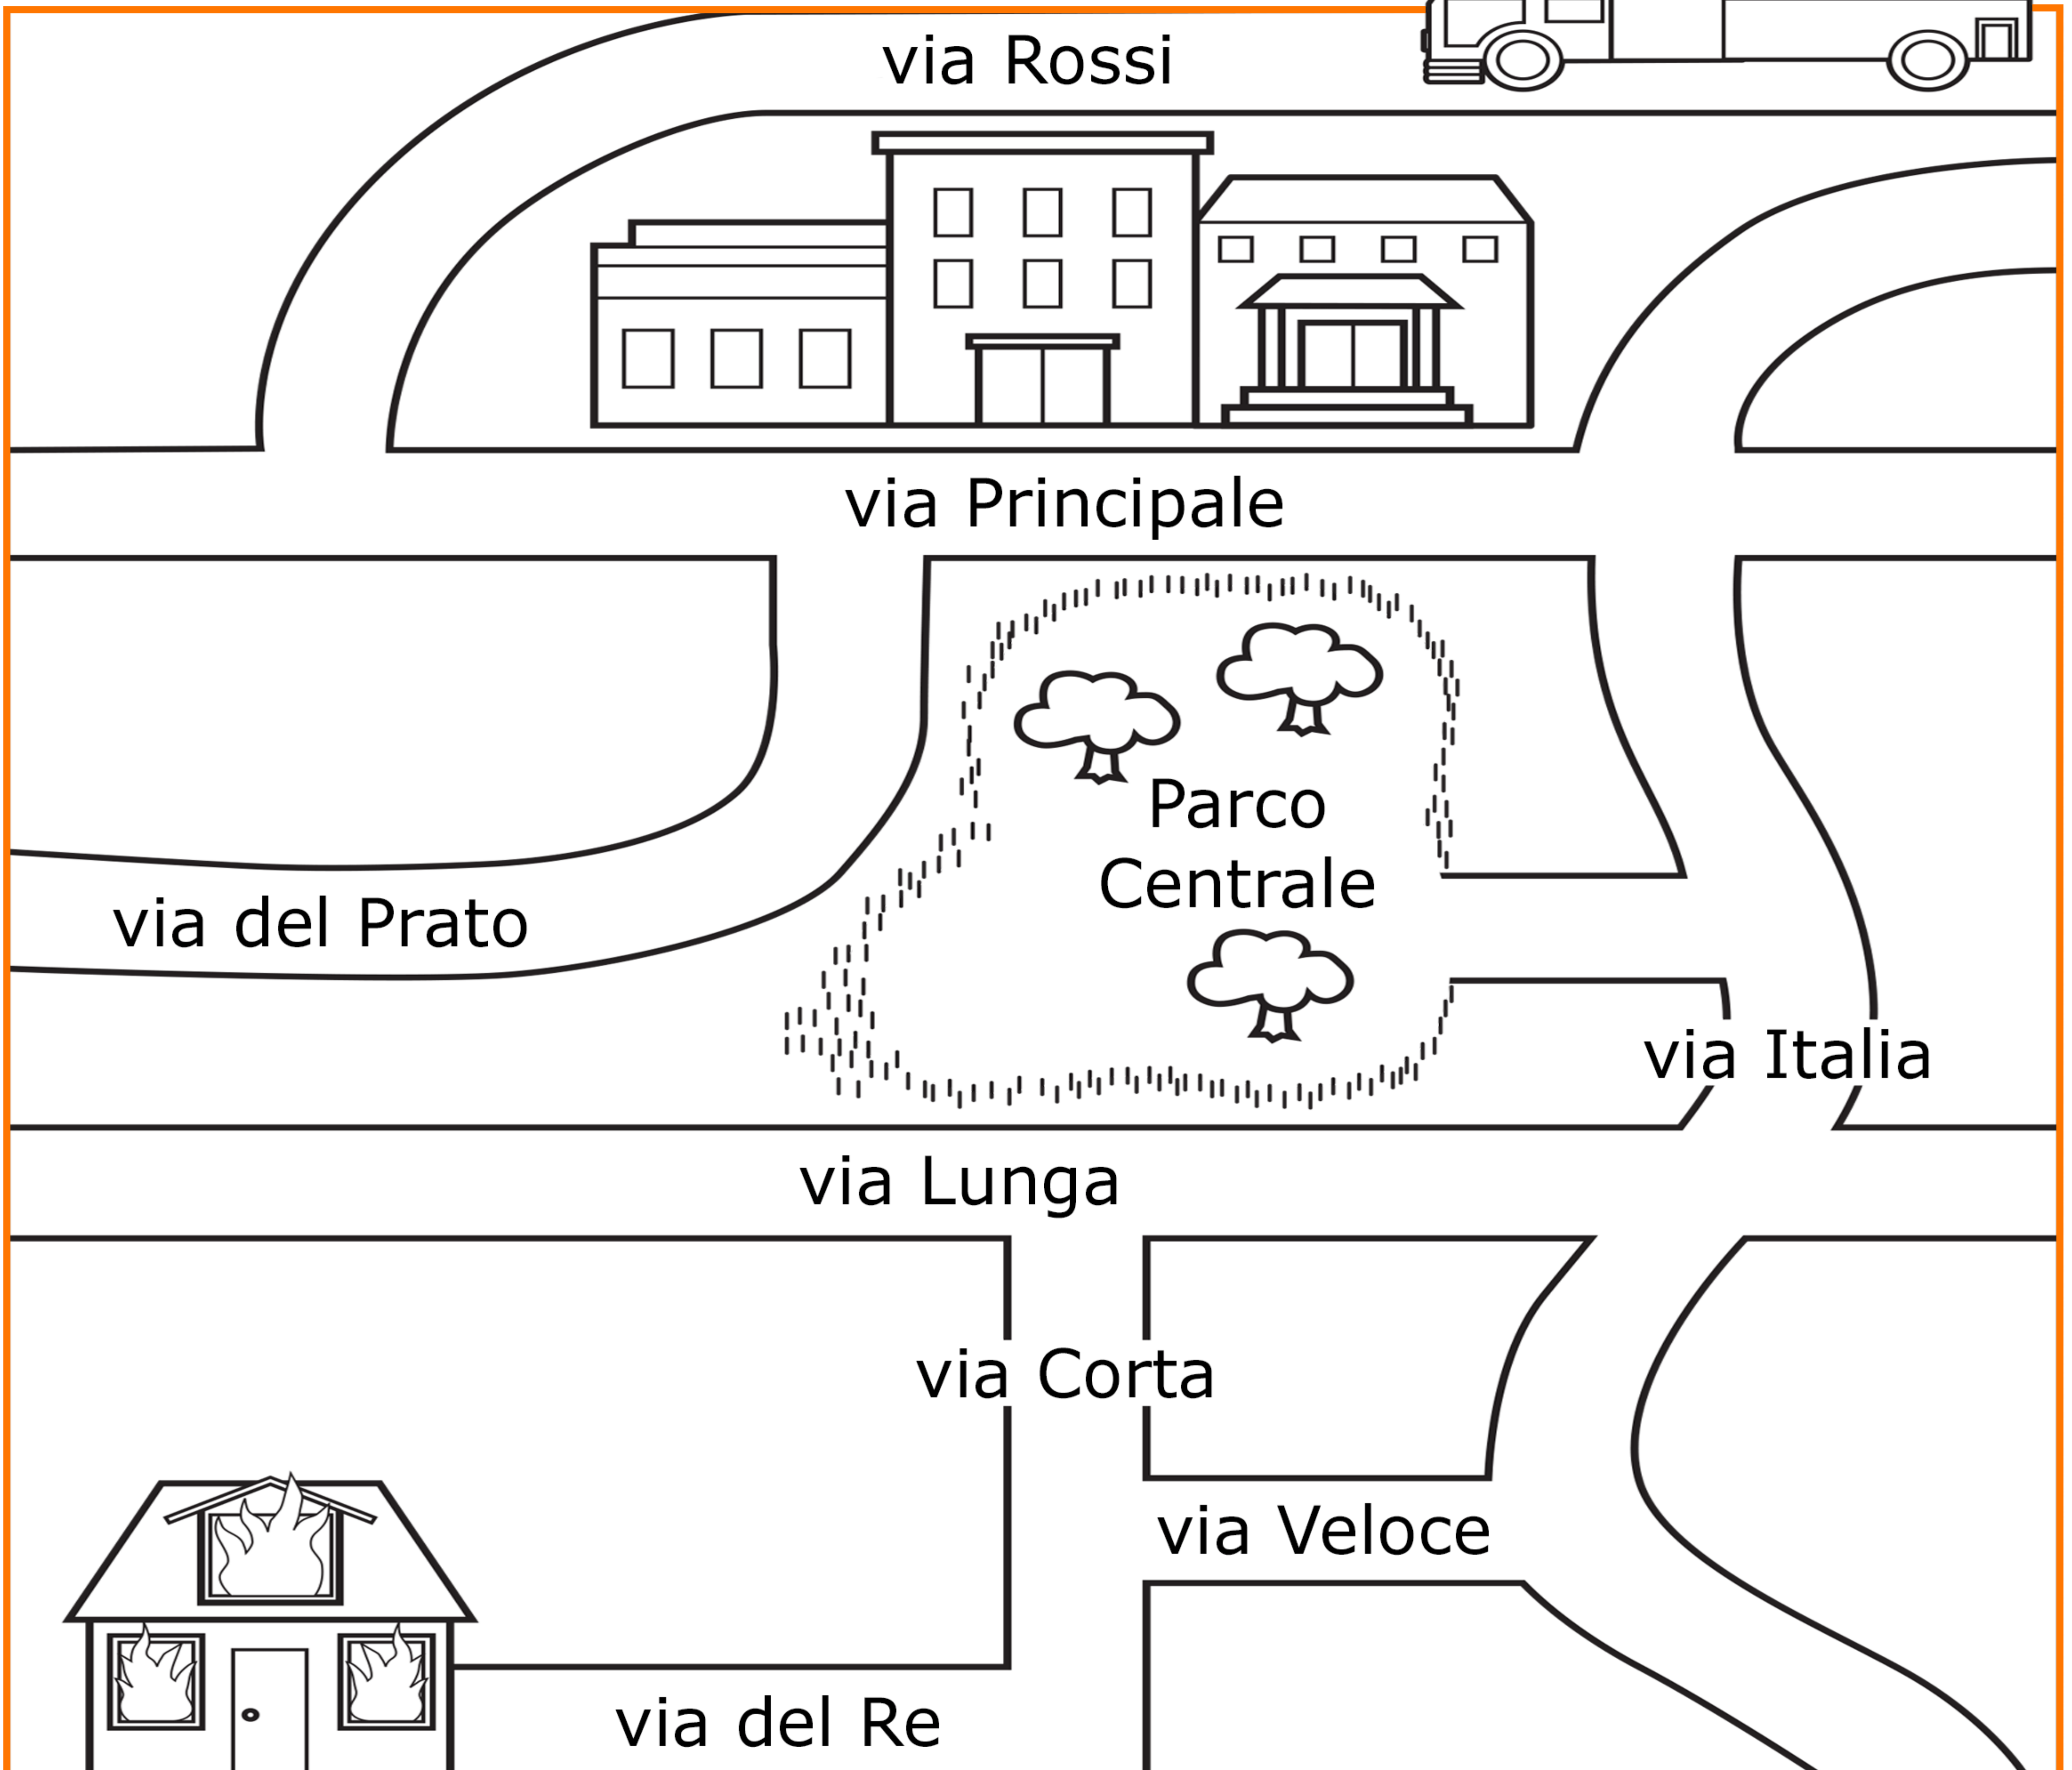 via Rossi
via Principale
Parco
Centrale
via del Prato
via Italia
via Lunga
via Corta
via Veloce
via del Re